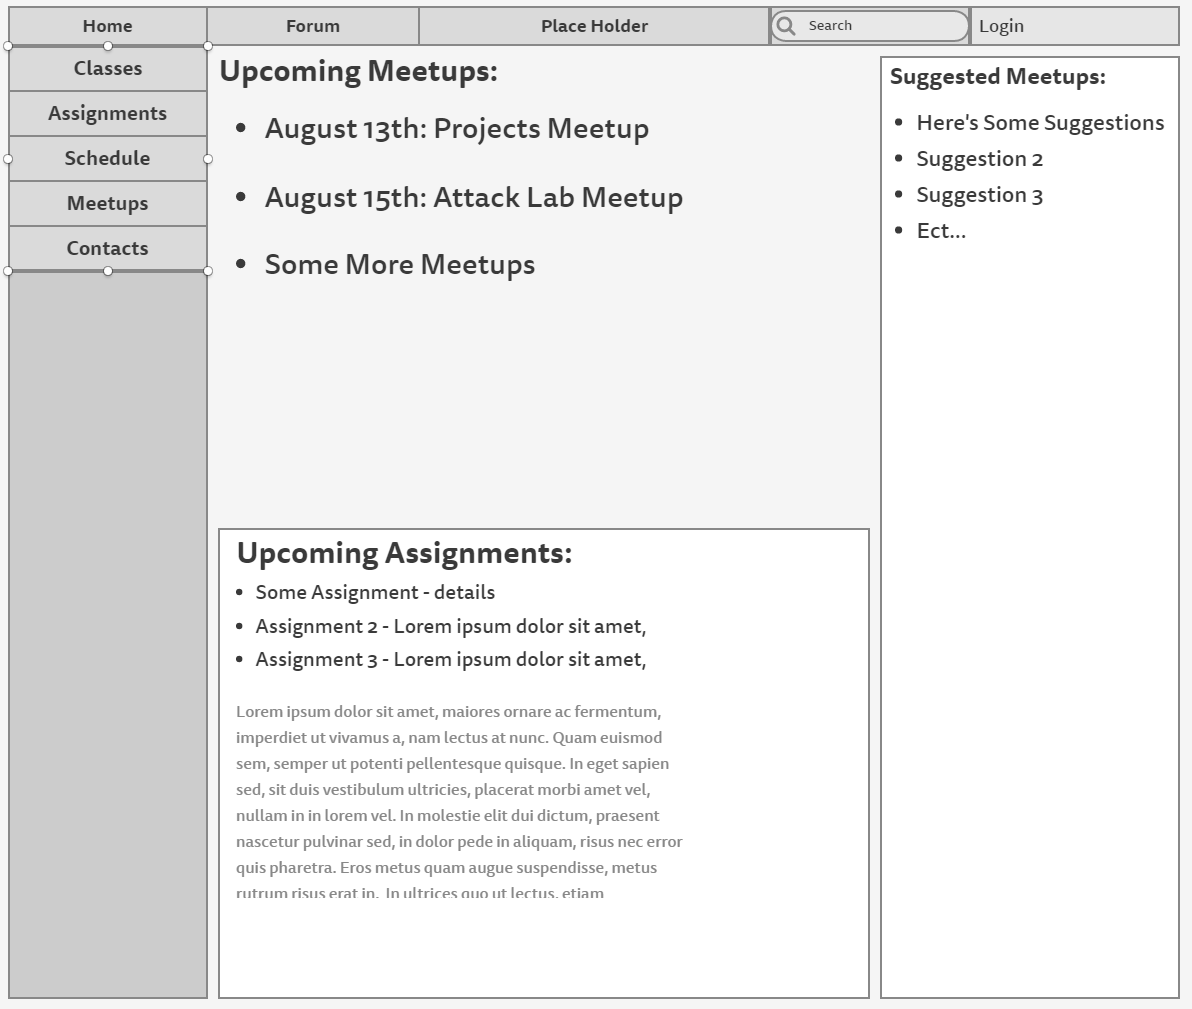 Home
Forum
Place Holder
Search
Login
Classes
Assignments
Schedule
Meetups
Contacts
Upcoming Meetups:
August 13th: Projects Meetup
August 15th: Attack Lab Meetup
Some More Meetups
Suggested Meetups:
Here's Some Suggestions
Suggestion 2
Suggestion 3
Ect...
Upcoming Assignments:
Some Assignment - details
Assignment 2 - Lorem ipsum dolor sit amet,
Assignment 3 - Lorem ipsum dolor sit amet,
Lorem ipsum dolor sit amet, maiores ornare ac fermentum,
imperdiet ut vivamus a, nam lectus at nunc. Quam euismod
sem, semper ut potenti pellentesque quisque. In eget sapien
sed, sit duis vestibulum ultricies, placerat morbi amet vel,
nullam in in lorem vel. In molestie elit dui dictum, praesent
nascetur pulvinar sed, in dolor pede in aliquam, risus nec error
quis pharetra. Eros metus quam augue suspendisse, metus
rutrum risus erat in. In ultrices quo ut lectus, etiam